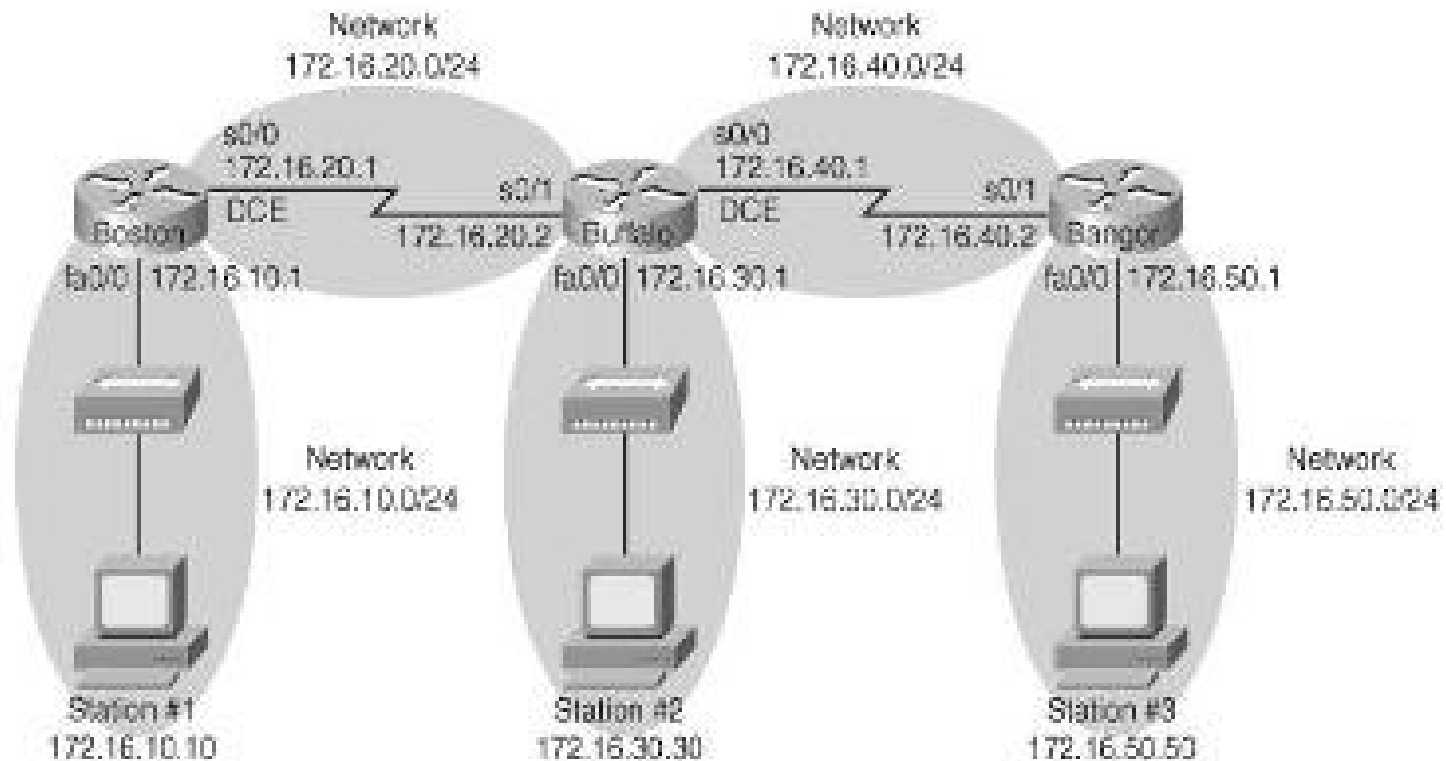 Network
172.16.20.0/24
Network
172.16.40.0/24
s0/0
172.16.20.1
DCE
s0/1
172.16.20.2
s0/0
172.16.40.1
DCE
s0/1
172.16.40.2
Boston
Buffalo
Bangor
fa0/0
172.16.10.1
fa0/0
172.16.30.1
fa0/0
172.16.50.1
Network
172.16.10.0/24
Network
172.16.30.0/24
Network
172.16.50.0/24
Station #1
172.16.10.10
Station #2
172.16.30.30
Station #3
172.16.50.50